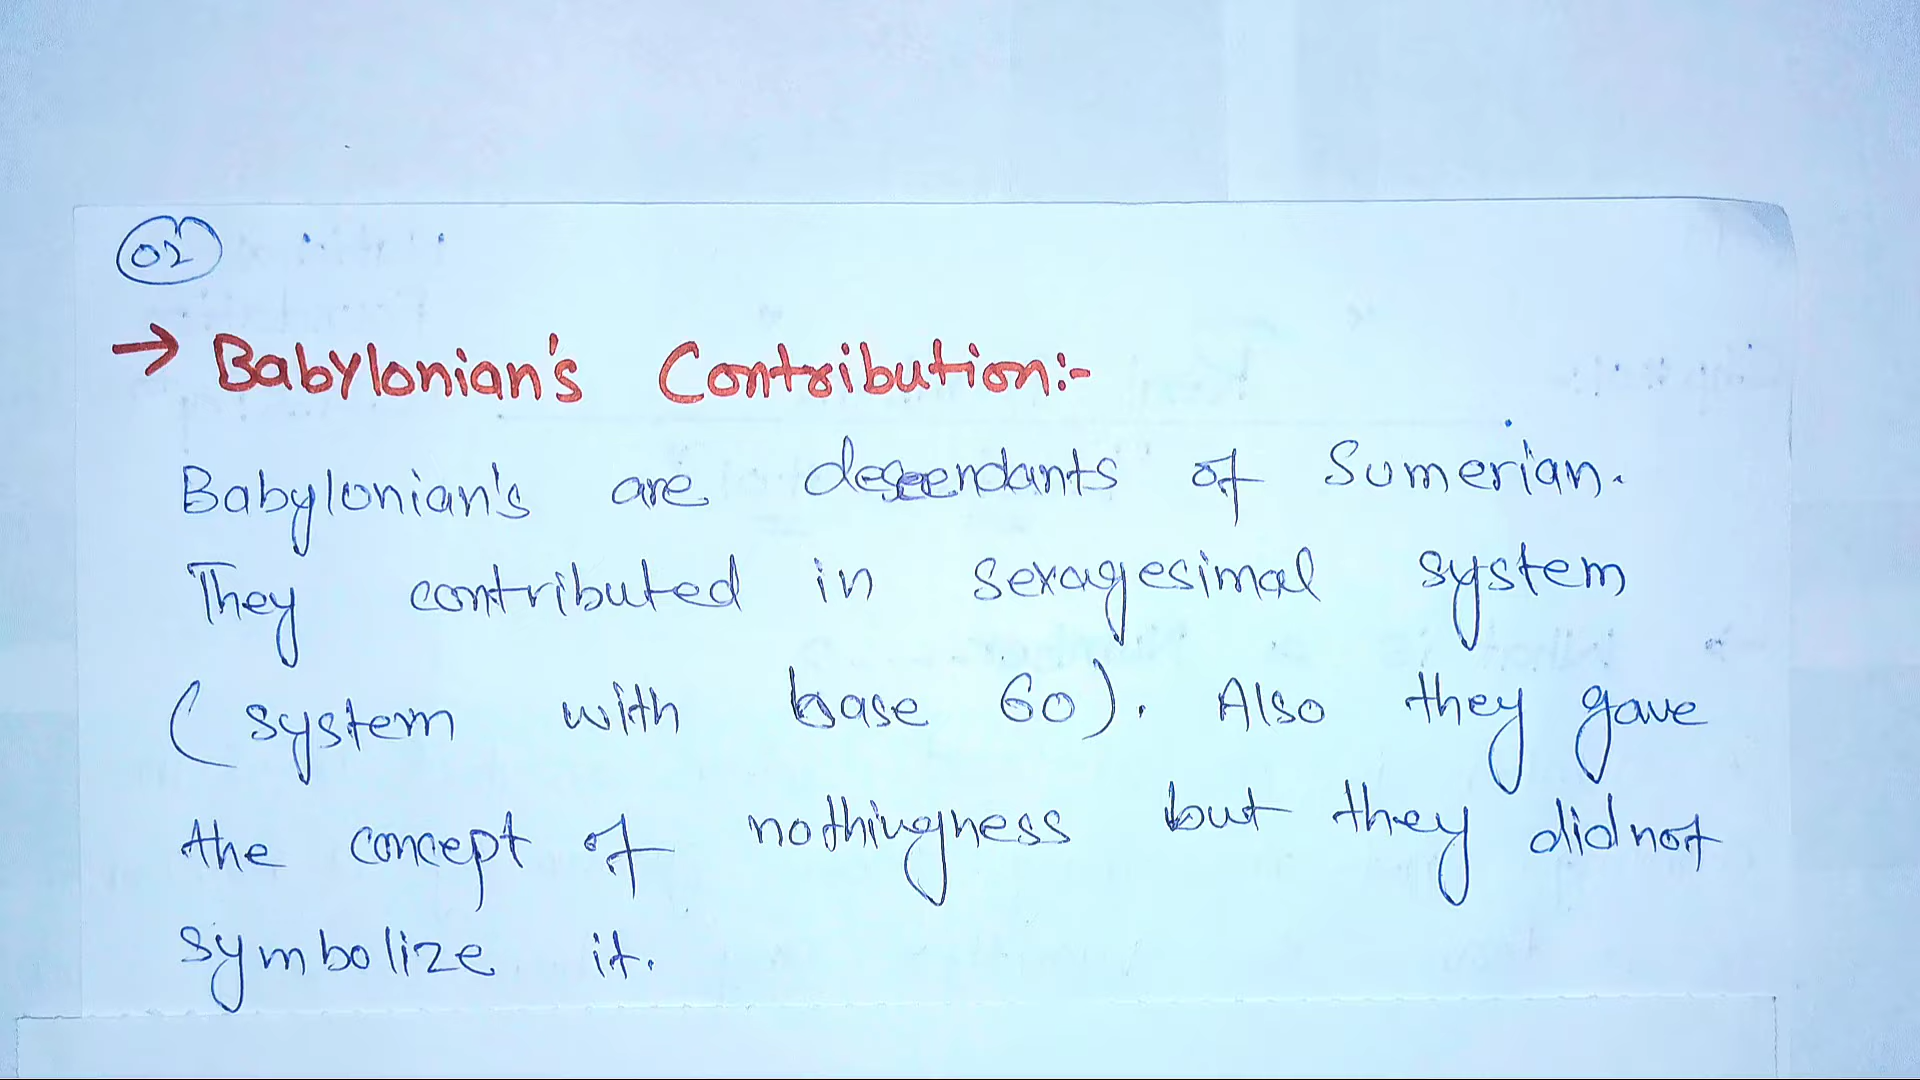 02
→ Babylonian's Contribution:-
Babylonian's are descendants of Sumerian.
They contributed in sexagesimal system
(system with base 60). Also they gave
the concept of nothingness but they did not
symbolize it.